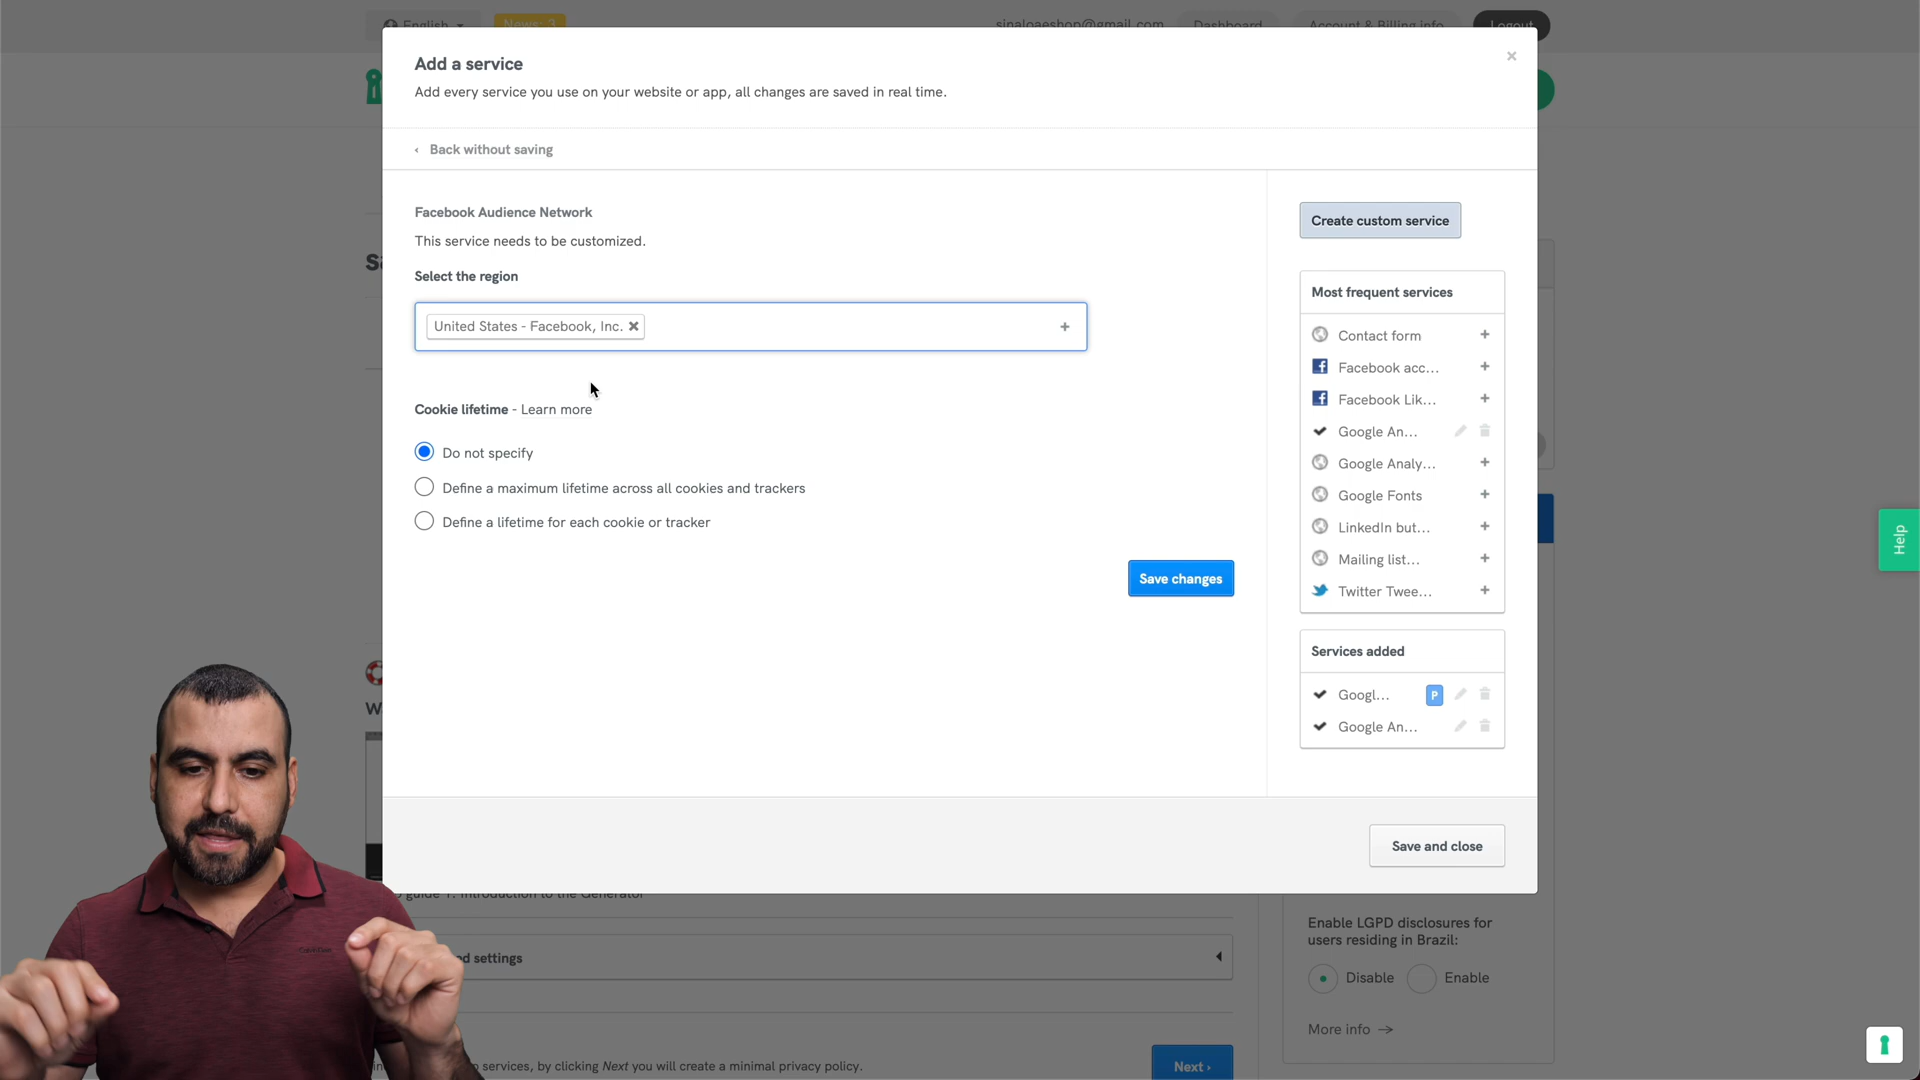 English
News: 3
sinaloaeshop@gmail.com
Dashboard
Account & Billing info
Logout
Add a service
Add every service you use on your website or app, all changes are saved in real time.
‹ Back without saving
Facebook Audience Network
This service needs to be customized.
Select the region
United States - Facebook, Inc. ×
+
Cookie lifetime - Learn more
Do not specify
Define a maximum lifetime across all cookies and trackers
Define a lifetime for each cookie or tracker
Save changes
Create custom service
Most frequent services
Contact form +
Facebook acc... +
Facebook Lik... +
Google An...
Google Analy... +
Google Fonts +
LinkedIn but... +
Mailing list... +
Twitter Twee... +
Services added
Googl... P
Google An...
Save and close
Help
guide 1: Introduction to the Generator
d settings
services, by clicking Next you will create a minimal privacy policy.
Next ›
Enable LGPD disclosures for
users residing in Brazil:
Disable
Enable
More info →